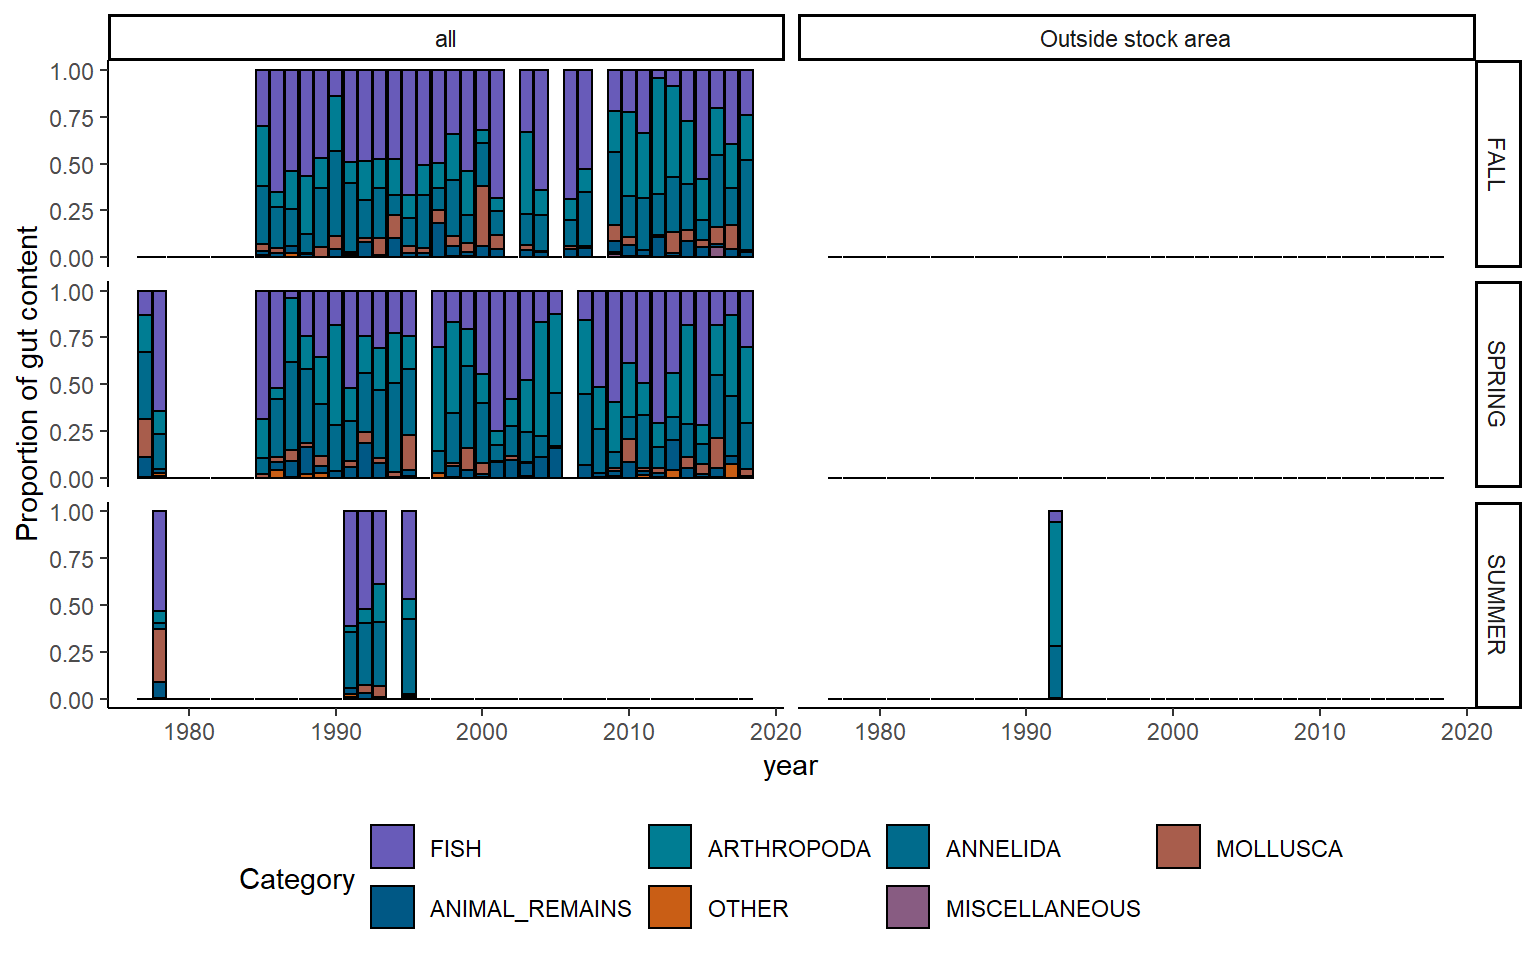 all
Outside stock area
Proportion of gut content
1.00
0.75
0.50
0.25
0.00
FALL
1.00
0.75
0.50
0.25
0.00
SPRING
1.00
0.75
0.50
0.25
0.00
SUMMER
1980 1990 2000 2010 2020
1980 1990 2000 2010 2020
year
Category
FISH ARTHROPODA ANNELIDA MOLLUSCA
ANIMAL_REMAINS OTHER MISCELLANEOUS